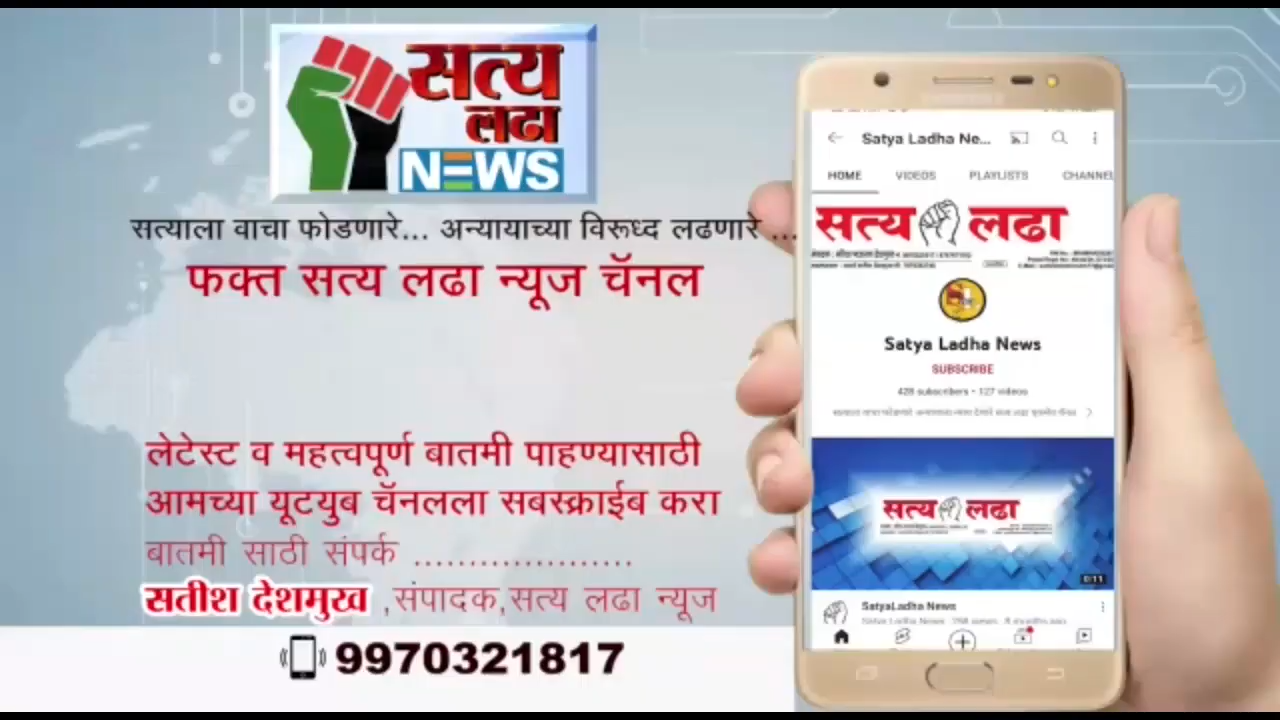 सत्य
लढा
NEWS
सत्याला वाचा फोडणारे... अन्यायाच्या विरूध्द लढणारे ...
फक्त सत्य लढा न्यूज चॅनल
लेटेस्ट व महत्वपूर्ण बातमी पाहण्यासाठी
आमच्या यूटयुब चॅनलला सबस्क्राईब करा
बातमी साठी संपर्क ....................
सतीश देशमुख ,संपादक,सत्य लढा न्यूज
9970321817
Satya Ladha Ne...
HOME VIDEOS PLAYLISTS CHANNEL
सत्य लढा
Satya Ladha News
SUBSCRIBE
428 subscribers • 127 videos
सत्य लढा
0:11
SatyaLadha News